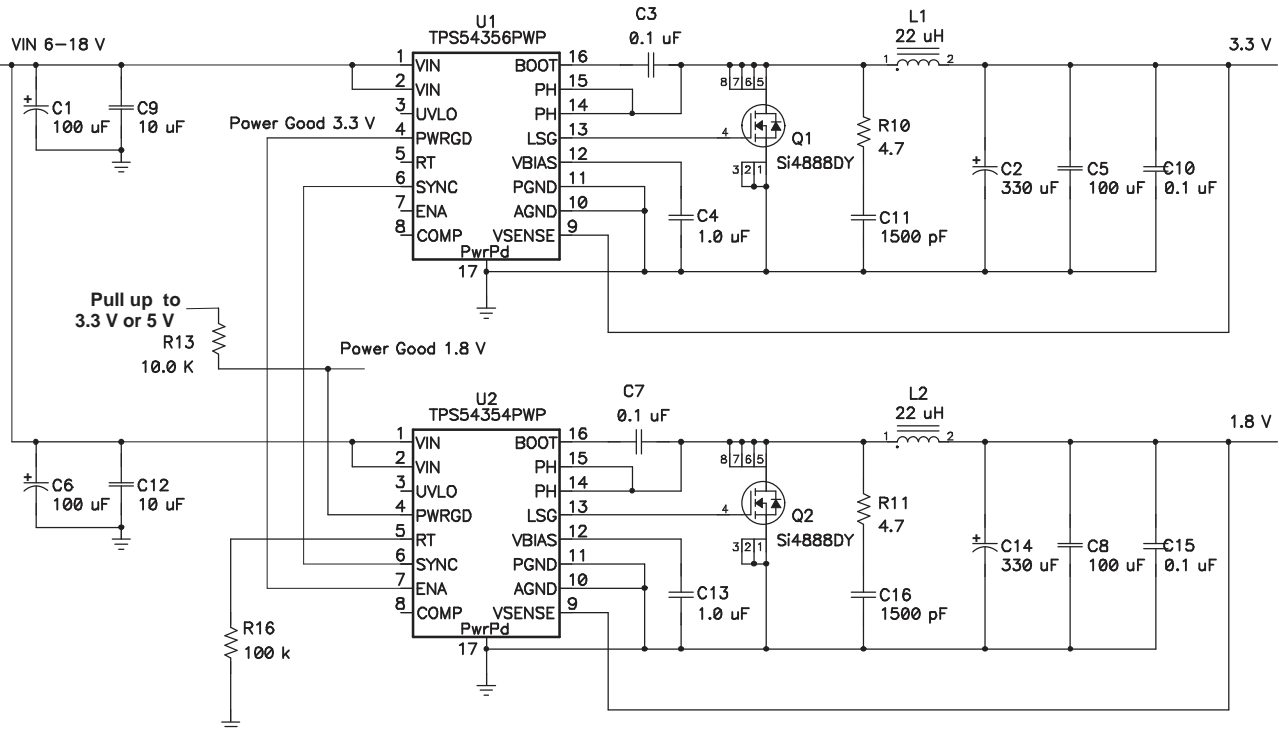 VIN 6–18 V
C1
100 uF
C9
10 uF
U1
TPS54356PWP
1 VIN
2 VIN
3 UVLO
4 PWRGD
5 RT
6 SYNC
7 ENA
8 COMP
BOOT 16
PH 15
PH 14
LSG 13
VBIAS 12
PGND 11
AGND 10
VSENSE 9
PwrPd
17
Power Good 3.3 V
C3
0.1 uF
8 7 6 5
4
3 2 1
Q1
Si4888DY
C4
1.0 uF
R10
4.7
C11
1500 pF
L1
22 uH
1 2
3.3 V
C2
330 uF
C5
100 uF
C10
0.1 uF
Pull up to
3.3 V or 5 V
R13
10.0 K
Power Good 1.8 V
C6
100 uF
C12
10 uF
U2
TPS54354PWP
1 VIN
2 VIN
3 UVLO
4 PWRGD
5 RT
6 SYNC
7 ENA
8 COMP
BOOT 16
PH 15
PH 14
LSG 13
VBIAS 12
PGND 11
AGND 10
VSENSE 9
PwrPd
17
R16
100 k
C7
0.1 uF
8 7 6 5
4
3 2 1
Q2
Si4888DY
C13
1.0 uF
R11
4.7
C16
1500 pF
L2
22 uH
1 2
1.8 V
C14
330 uF
C8
100 uF
C15
0.1 uF